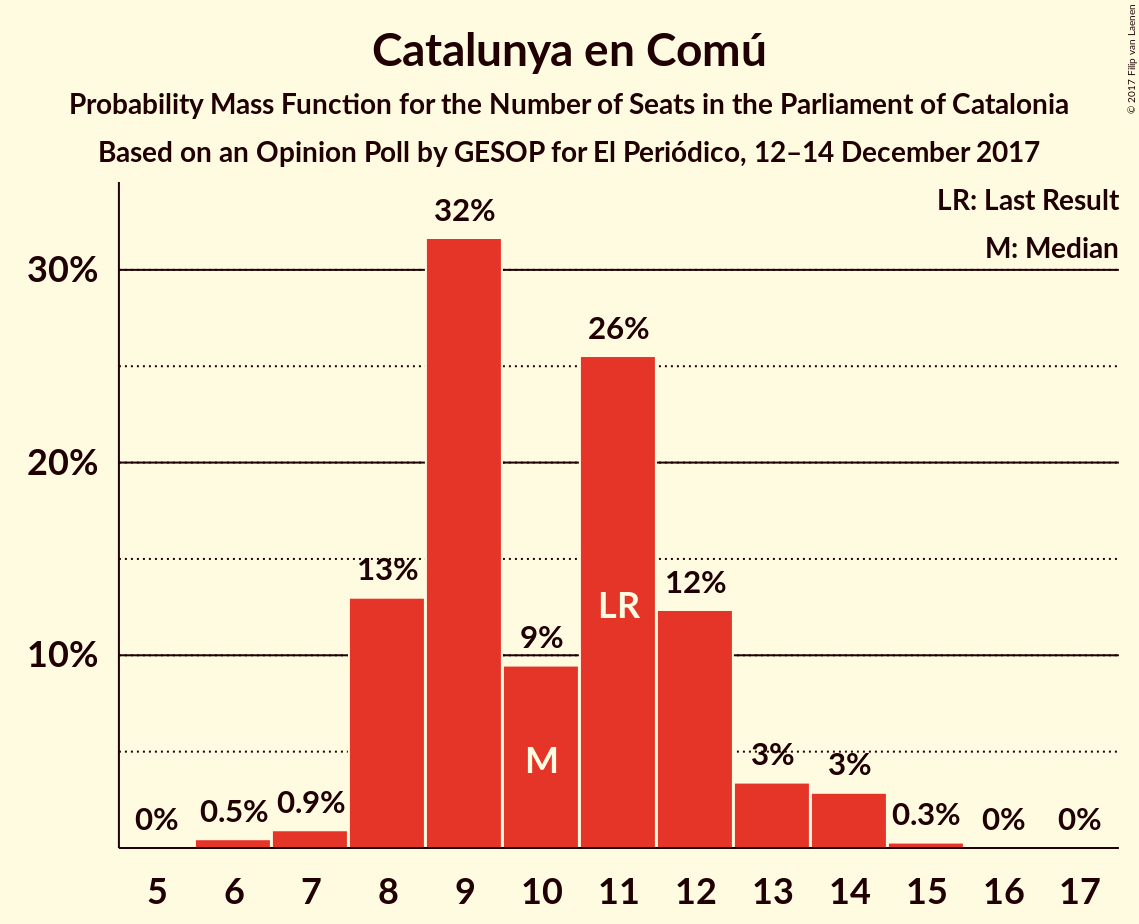 Catalunya en Comú
Probability Mass Function for the Number of Seats in the Parliament of Catalonia
Based on an Opinion Poll by GESOP for El Periódico, 12–14 December 2017
© 2017 Filip van Laenen
LR: Last Result
M: Median
30%
20%
10%
0%
0.5%
0.9%
13%
32%
9%
26%
12%
3%
3%
0.3%
0%
0%
M
LR
5 6 7 8 9 10 11 12 13 14 15 16 17